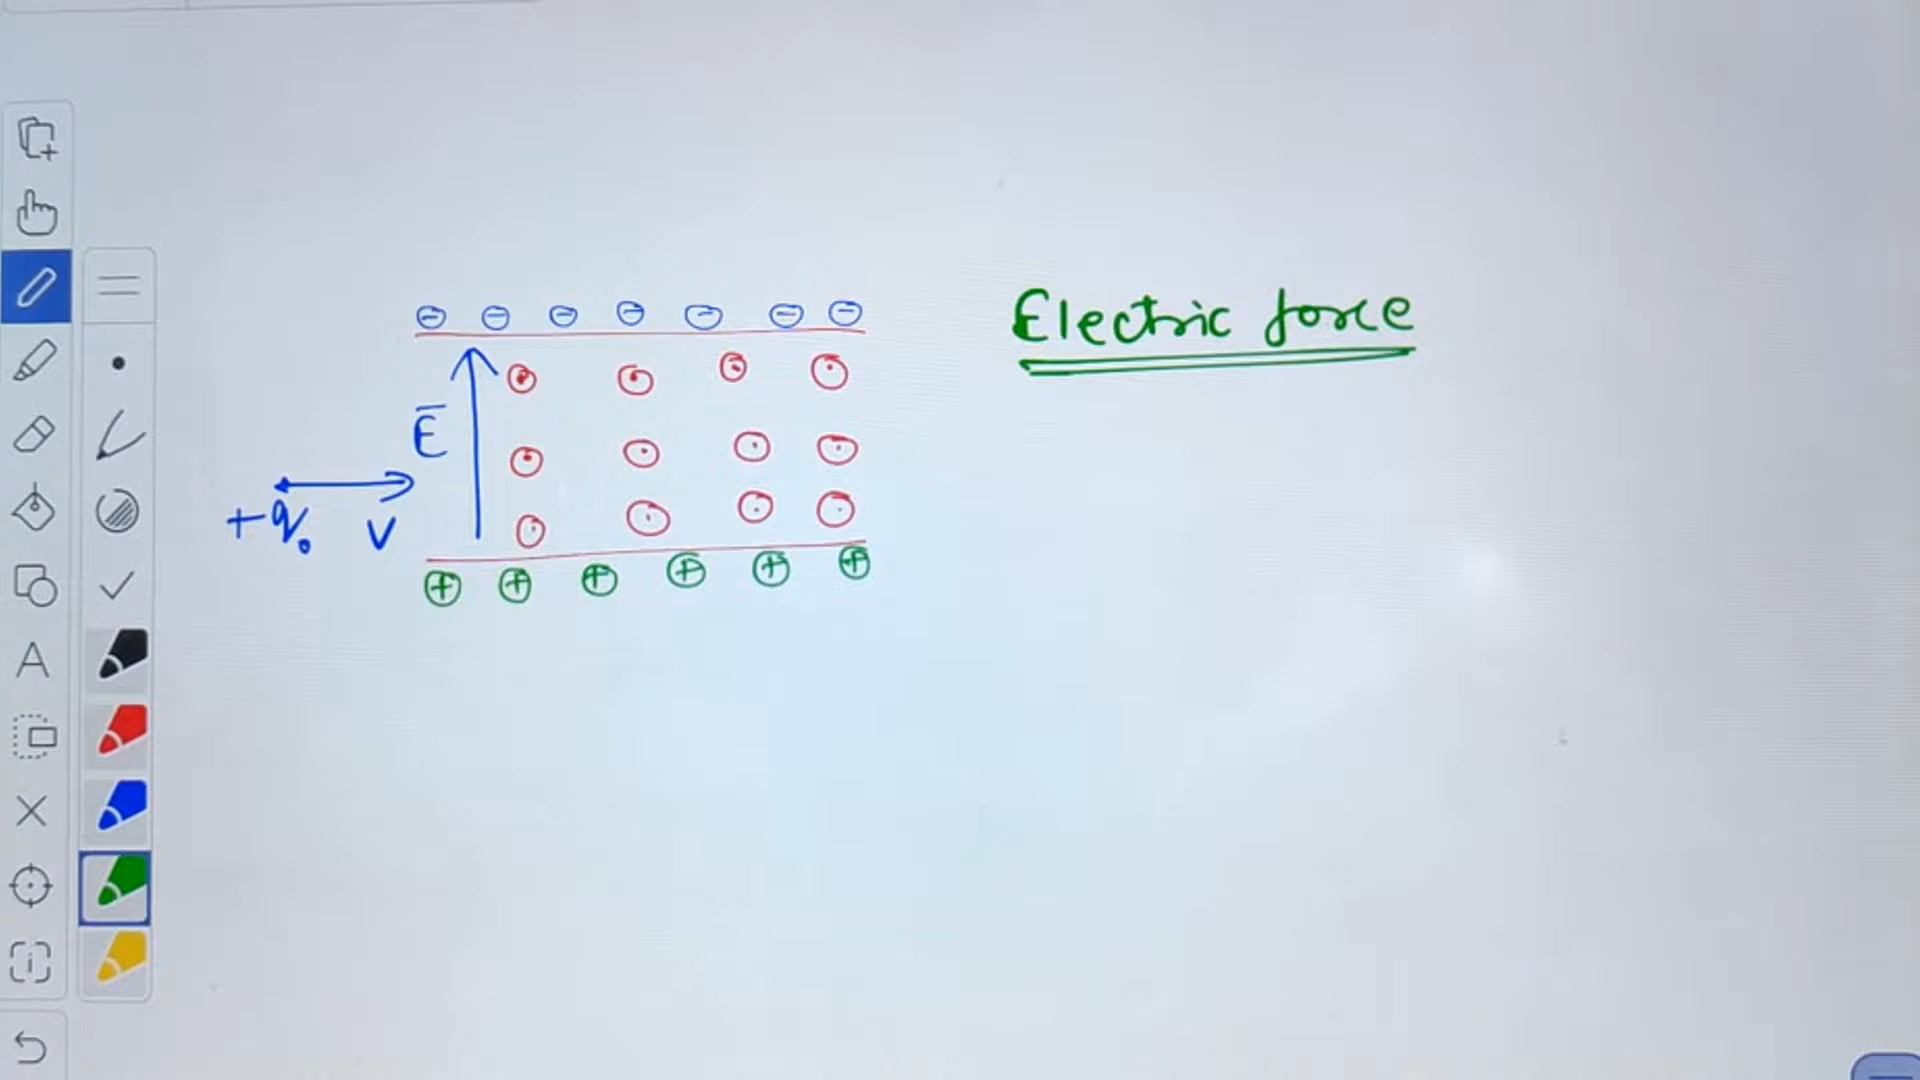 ⊖ ⊖ ⊖ ⊖ ⊖ ⊖ ⊖
Electric force
E̅
+q₀ v
⊕ ⊕ ⊕ ⊕ ⊕ ⊕